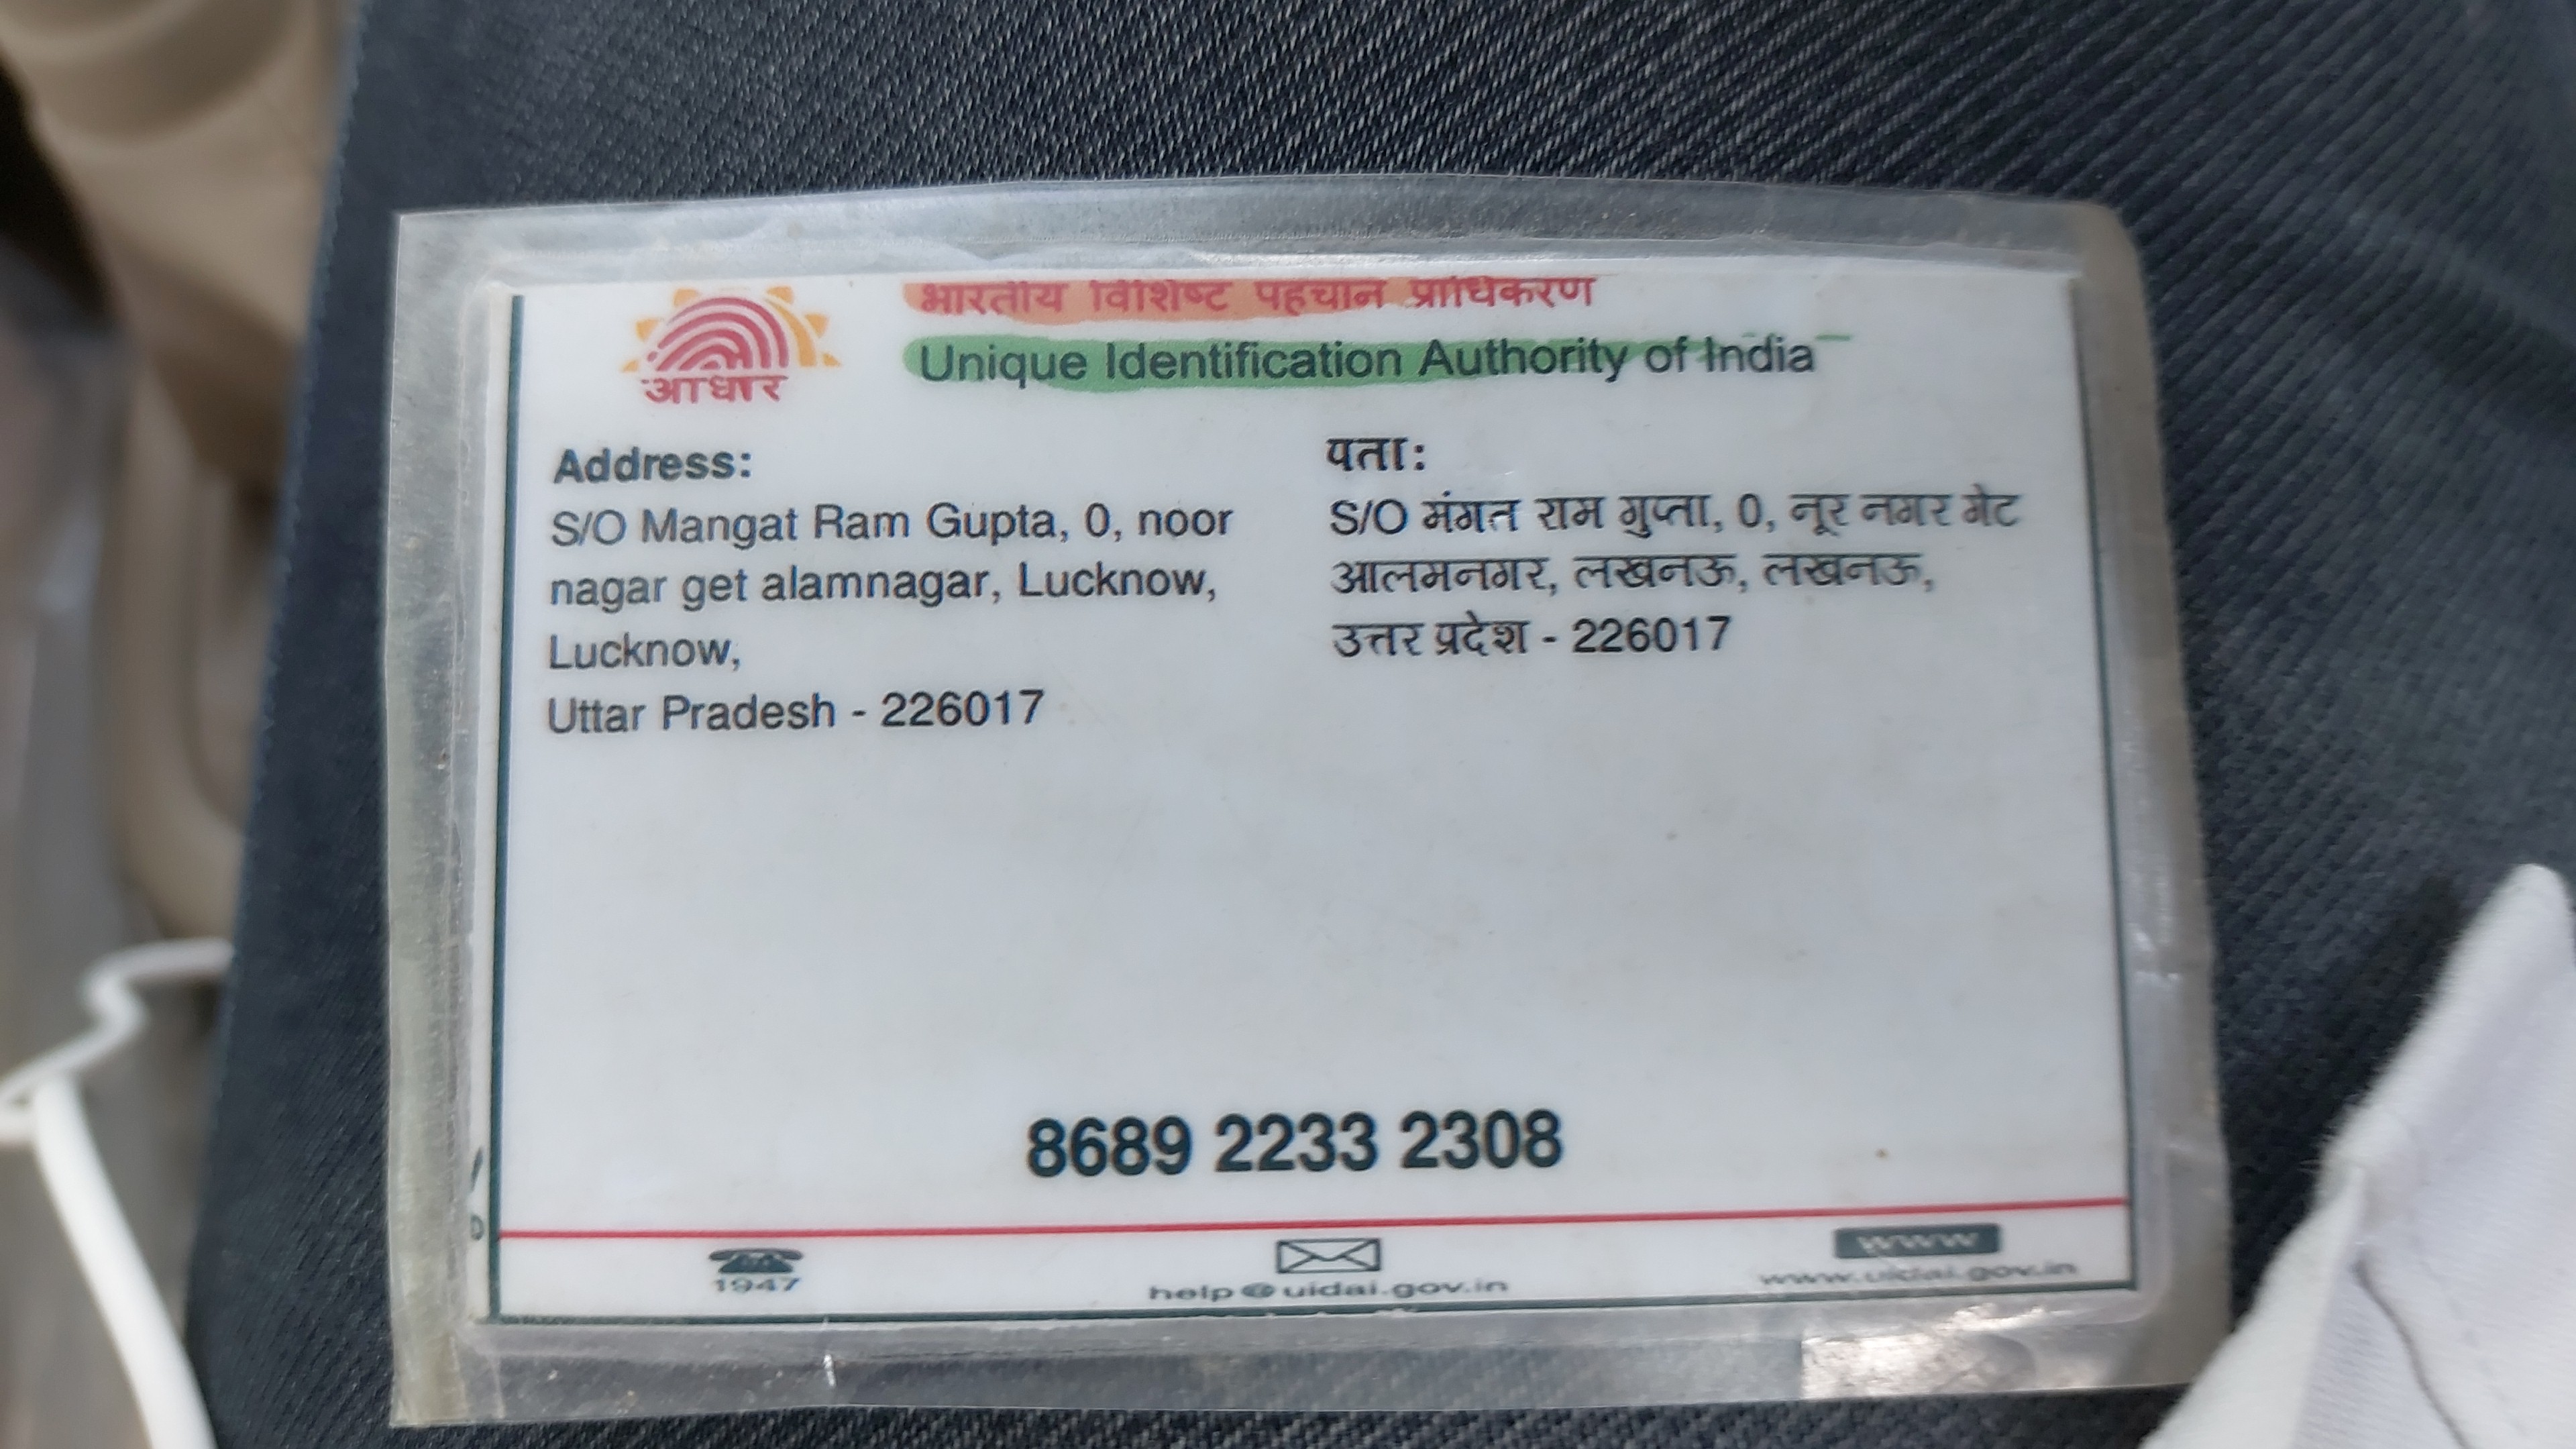 भारतीय विशिष्ट पहचान प्राधिकरण
Unique Identification Authority of India
आधार
Address:
S/O Mangat Ram Gupta, 0, noor
nagar get alamnagar, Lucknow,
Lucknow,
Uttar Pradesh - 226017
पता:
S/O मंगत राम गुप्ता, 0, नूर नगर गेट
आलमनगर, लखनऊ, लखनऊ,
उत्तर प्रदेश - 226017
8689 2233 2308
1947
help@uidai.gov.in
www
www.uidai.gov.in